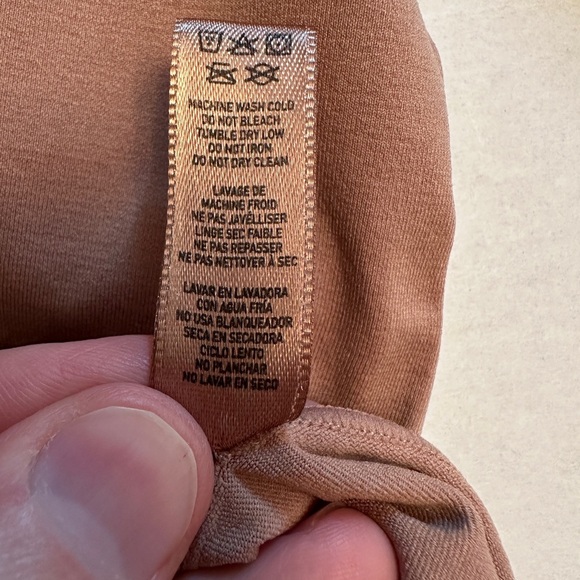 MACHINE WASH COLD
DO NOT BLEACH
TUMBLE DRY LOW
DO NOT IRON
DO NOT DRY CLEAN
LAVAGE DE
MACHINE FROID
NE PAS JAVÉLLISER
LINGE SEC FAIBLE
NE PAS REPASSER
NE PAS NETTOYER À SEC
LAVAR EN LAVADORA
CON AGUA FRÍA
NO USA BLANQUEADOR
SECA EN SECADORA
CICLO LENTO
NO PLANCHAR
NO LAVAR EN SECO